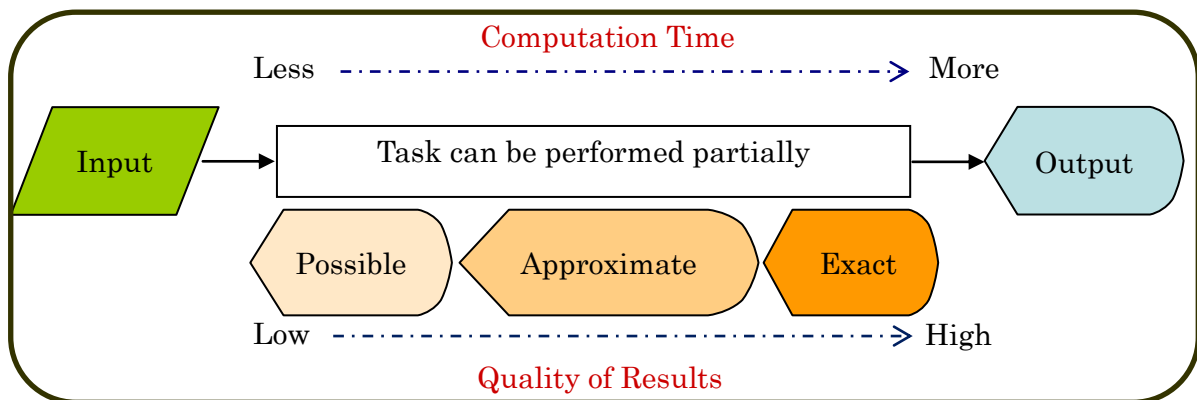 Computation Time
Less More
Input
Task can be performed partially
Output
Possible Approximate Exact
Low High
Quality of Results